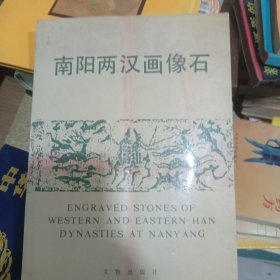 南阳两汉画像石
ENGRAVED STONES OF
WESTERN AND EASTERN HAN
DYNASTIES AT NANYANG
文物出版社